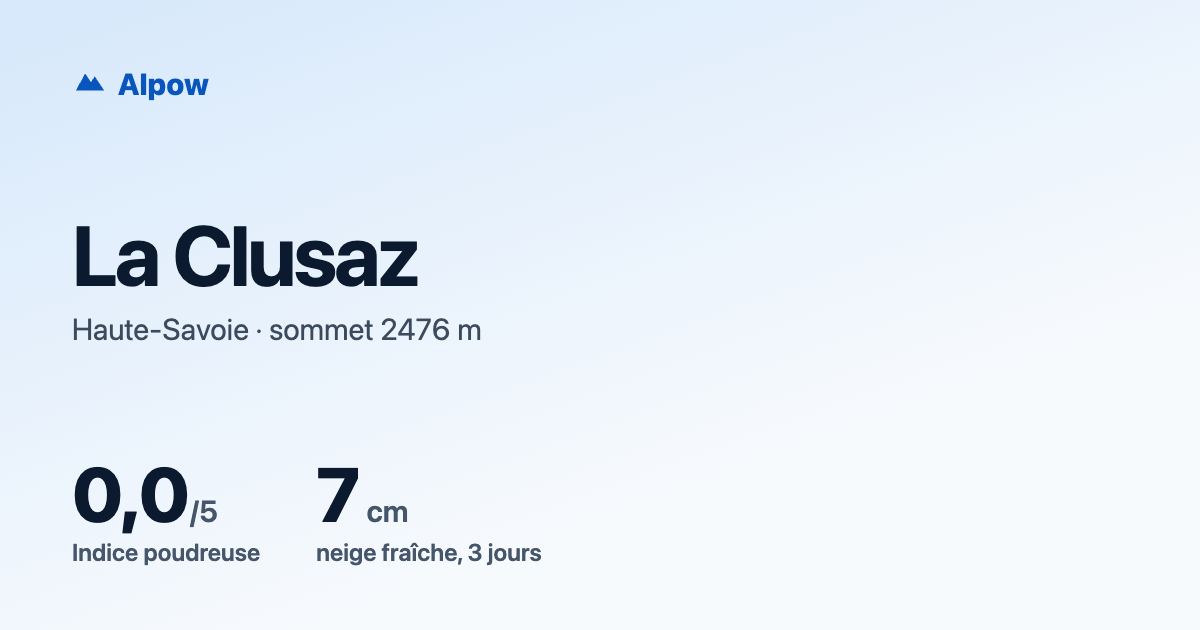 Alpow
La Clusaz
Haute-Savoie · sommet 2476 m
0,0/5
Indice poudreuse
7 cm
neige fraîche, 3 jours